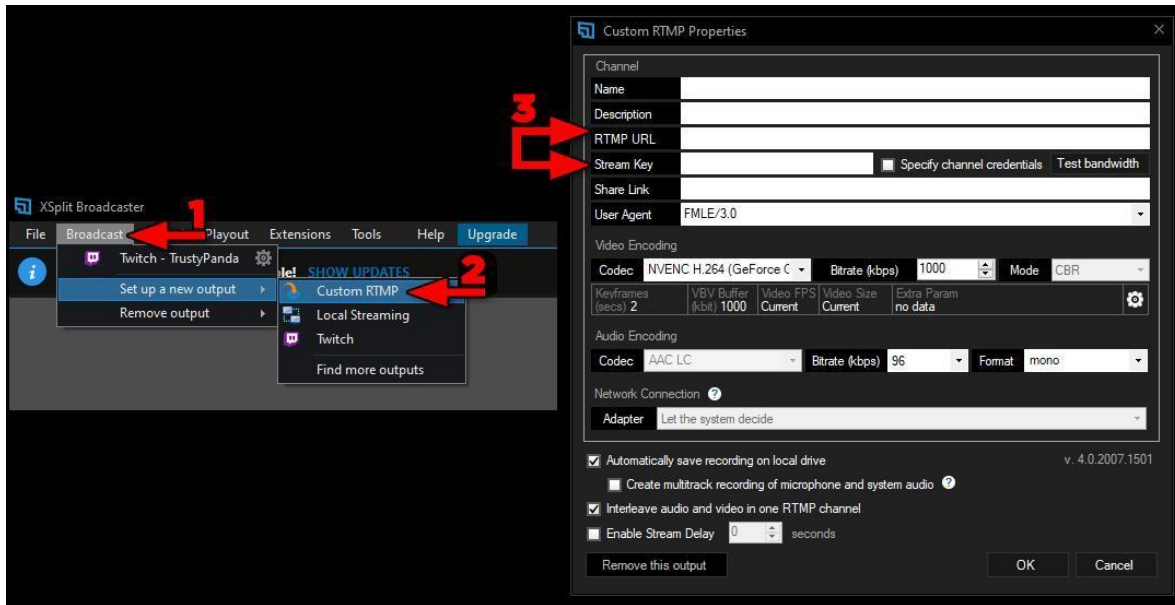 XSplit Broadcaster
File Broadcast Playout Extensions Tools Help Upgrade
1
Twitch - TrustyPanda
ble! SHOW UPDATES
Set up a new output
Remove output
2
Custom RTMP
Local Streaming
Twitch
Find more outputs
3
Custom RTMP Properties
Channel
Name
Description
RTMP URL
Stream Key Specify channel credentials Test bandwidth
Share Link
User Agent FMLE/3.0
Video Encoding
Codec NVENC H.264 (GeForce G Bitrate (kbps) 1000 Mode CBR
Keyframes (secs) 2 VBV Buffer (kbit) 1000 Video FPS Current Video Size Current Extra Param no data
Audio Encoding
Codec AAC LC Bitrate (kbps) 96 Format mono
Network Connection ?
Adapter Let the system decide
Automatically save recording on local drive v. 4.0.2007.1501
Create multitrack recording of microphone and system audio ?
Interleave audio and video in one RTMP channel
Enable Stream Delay 0 seconds
Remove this output OK Cancel